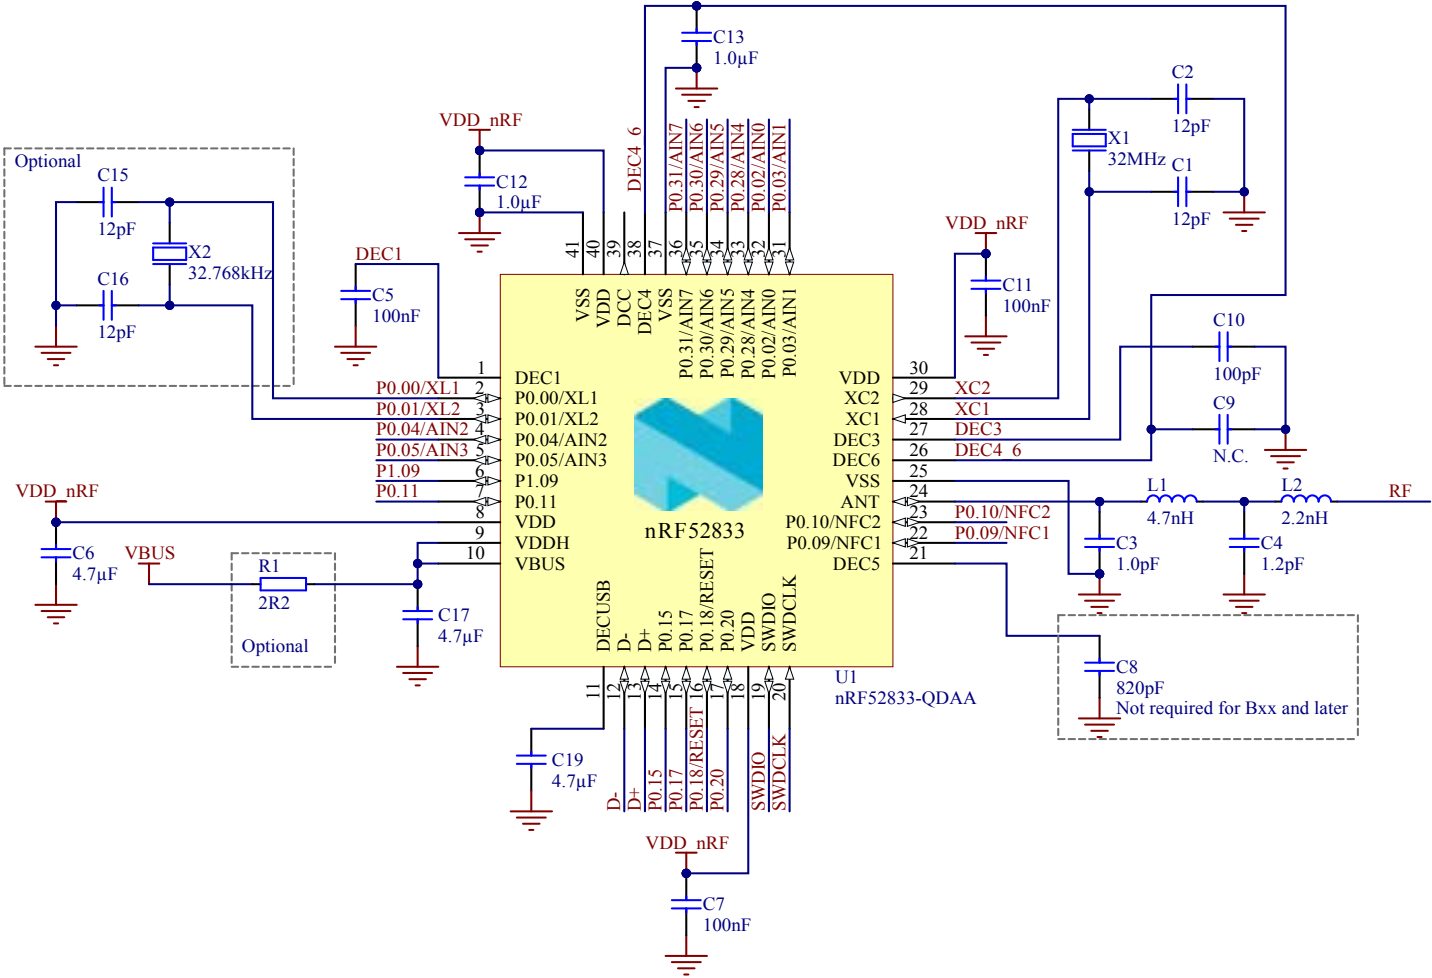 C13
1.0µF
C2
12pF
X1
32MHz
C1
12pF
VDD_nRF
C12
1.0µF
DEC4_6
P0.31/AIN7
P0.30/AIN6
P0.29/AIN5
P0.28/AIN4
P0.02/AIN0
P0.03/AIN1
Optional
C15
12pF
X2
32.768kHz
C16
12pF
DEC1
C5
100nF
VDD_nRF
C11
100nF
C10
100pF
C9
N.C.
41
40
39
38
37
36
35
34
33
32
31
VSS
VDD
DCC
DEC4
VSS
P0.31/AIN7
P0.30/AIN6
P0.29/AIN5
P0.28/AIN4
P0.02/AIN0
P0.03/AIN1
1 DEC1
P0.00/XL1 2 P0.00/XL1
P0.01/XL2 3 P0.01/XL2
P0.04/AIN2 4 P0.04/AIN2
P0.05/AIN3 5 P0.05/AIN3
P1.09 6 P1.09
P0.11 7 P0.11
8 VDD
9 VDDH
10 VBUS
VDD 30
XC2 29 XC2
XC1 28 XC1
DEC3 27 DEC3
DEC6 26 DEC4_6
VSS 25
ANT 24
P0.10/NFC2 23 P0.10/NFC2
P0.09/NFC1 22 P0.09/NFC1
DEC5 21
nRF52833
VDD_nRF
C6
4.7µF
VBUS
R1
2R2
Optional
C17
4.7µF
L1
4.7nH
L2
2.2nH
RF
C3
1.0pF
C4
1.2pF
C8
820pF
Not required for Bxx and later
DECUSB
D-
D+
P0.15
P0.17
P0.18/RESET
P0.20
VDD
SWDIO
SWDCLK
U1
nRF52833-QDAA
11
12
13
14
15
16
17
18
19
20
D-
D+
P0.15
P0.17
P0.18/RESET
P0.20
SWDIO
SWDCLK
C19
4.7µF
VDD_nRF
C7
100nF